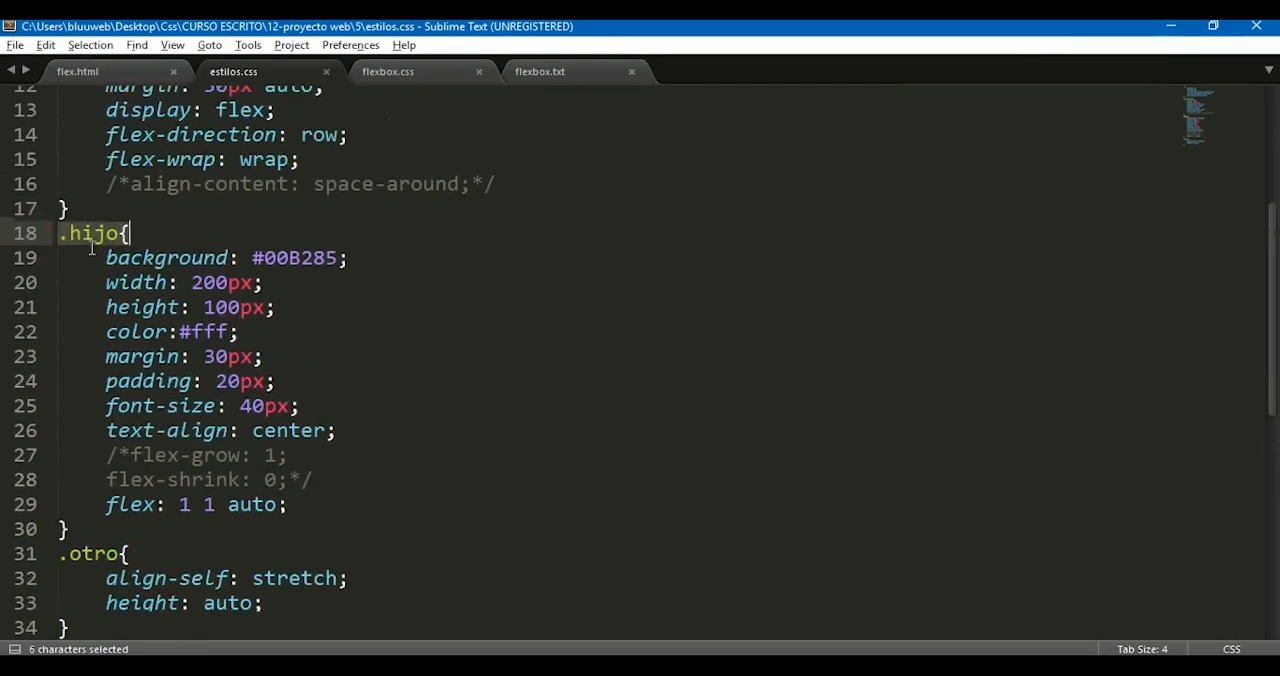 C:\Users\bluuweb\Desktop\Css\CURSO ESCRITO\12-proyecto web\5\estilos.css - Sublime Text (UNREGISTERED)
File Edit Selection Find View Goto Tools Project Preferences Help
flex.html estilos.css flexbox.css flexbox.txt
12 margin: 30px auto;
13 display: flex;
14 flex-direction: row;
15 flex-wrap: wrap;
16 /*align-content: space-around;*/
17 }
18 .hijo{
19 background: #00B285;
20 width: 200px;
21 height: 100px;
22 color:#fff;
23 margin: 30px;
24 padding: 20px;
25 font-size: 40px;
26 text-align: center;
27 /*flex-grow: 1;
28 flex-shrink: 0;*/
29 flex: 1 1 auto;
30 }
31 .otro{
32 align-self: stretch;
33 height: auto;
34 }
6 characters selected Tab Size: 4 CSS